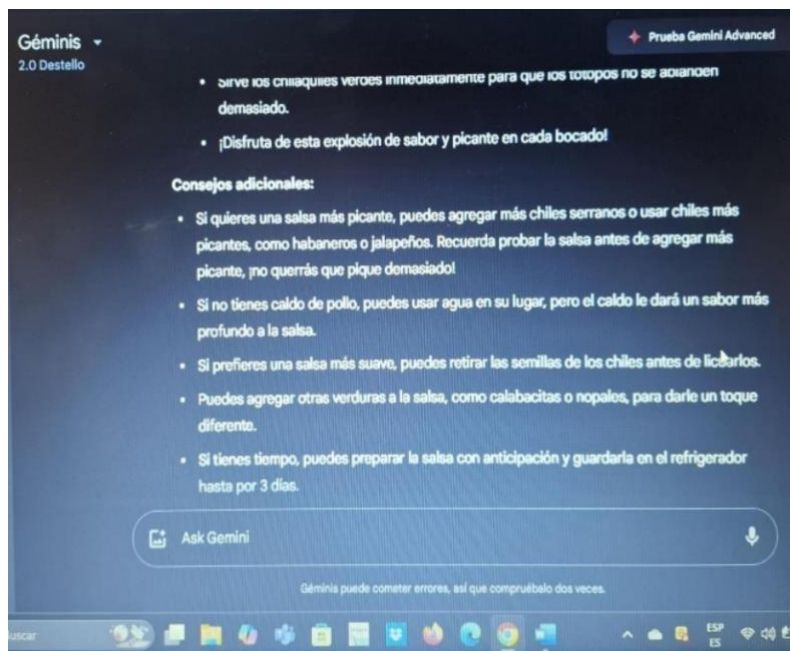 Géminis
Prueba Gemini Advanced
2.0 Destello
• Sirve los chilaquiles verdes inmediatamente para que los totopos no se ablanden
demasiado.
• ¡Disfruta de esta explosión de sabor y picante en cada bocado!
Consejos adicionales:
• Si quieres una salsa más picante, puedes agregar más chiles serranos o usar chiles más
picantes, como habaneros o jalapeños. Recuerda probar la salsa antes de agregar más
picante, ¡no querrás que pique demasiado!
• Si no tienes caldo de pollo, puedes usar agua en su lugar, pero el caldo le dará un sabor más
profundo a la salsa.
• Si prefieres una salsa más suave, puedes retirar las semillas de los chiles antes de licuarlos.
• Puedes agregar otras verduras a la salsa, como calabacitas o nopales, para darle un toque
diferente.
• Si tienes tiempo, puedes preparar la salsa con anticipación y guardarla en el refrigerador
hasta por 3 días.
Ask Gemini
Géminis puede cometer errores, así que compruébalo dos veces.
uscar
ESP
ES